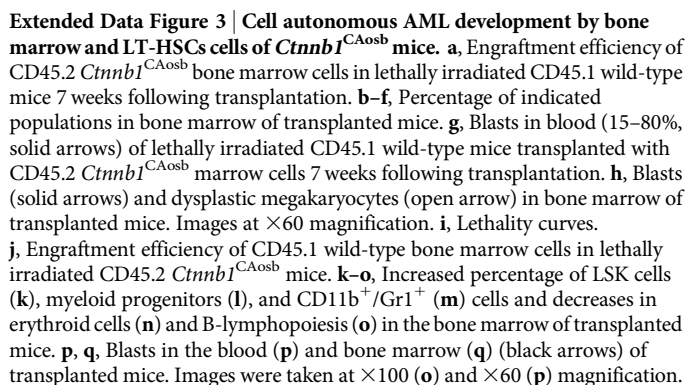 Extended Data Figure 3 | Cell autonomous AML development by bone
marrow and LT-HSCs cells of Ctnnb1CAosb mice. a, Engraftment efficiency of
CD45.2 Ctnnb1CAosb bone marrow cells in lethally irradiated CD45.1 wild-type
mice 7 weeks following transplantation. b–f, Percentage of indicated
populations in bone marrow of transplanted mice. g, Blasts in blood (15–80%,
solid arrows) of lethally irradiated CD45.1 wild-type mice transplanted with
CD45.2 Ctnnb1CAosb marrow cells 7 weeks following transplantation. h, Blasts
(solid arrows) and dysplastic megakaryocytes (open arrow) in bone marrow of
transplanted mice. Images at ×60 magnification. i, Lethality curves.
j, Engraftment efficiency of CD45.1 wild-type bone marrow cells in lethally
irradiated CD45.2 Ctnnb1CAosb mice. k–o, Increased percentage of LSK cells
(k), myeloid progenitors (l), and CD11b+/Gr1+ (m) cells and decreases in
erythroid cells (n) and B-lymphopoiesis (o) in the bone marrow of transplanted
mice. p, q, Blasts in the blood (p) and bone marrow (q) (black arrows) of
transplanted mice. Images were taken at ×100 (o) and ×60 (p) magnification.